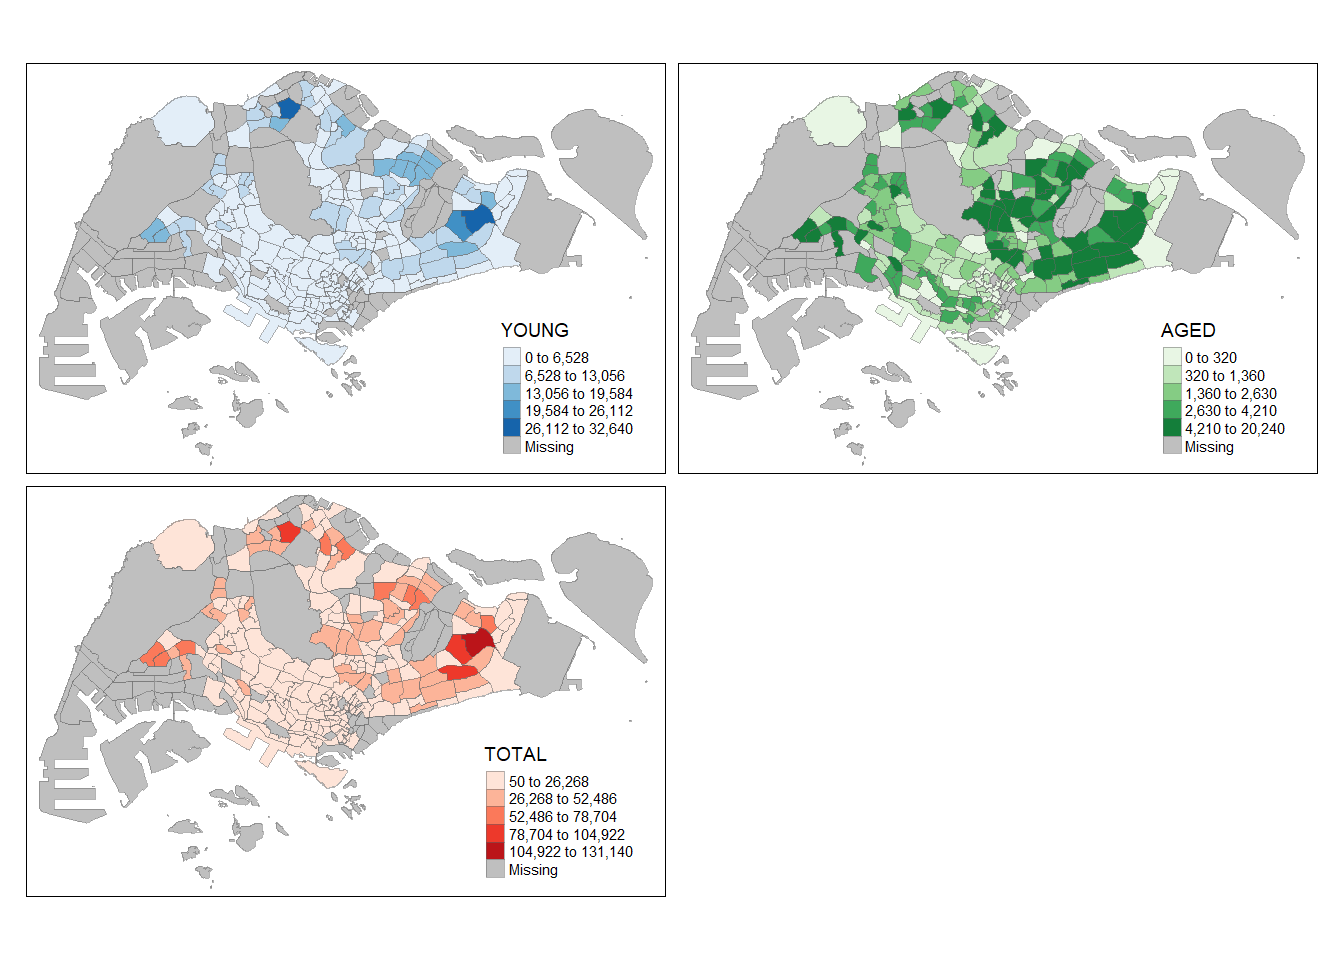 YOUNG
0 to 6,528
6,528 to 13,056
13,056 to 19,584
19,584 to 26,112
26,112 to 32,640
Missing
AGED
0 to 320
320 to 1,360
1,360 to 2,630
2,630 to 4,210
4,210 to 20,240
Missing
TOTAL
50 to 26,268
26,268 to 52,486
52,486 to 78,704
78,704 to 104,922
104,922 to 131,140
Missing